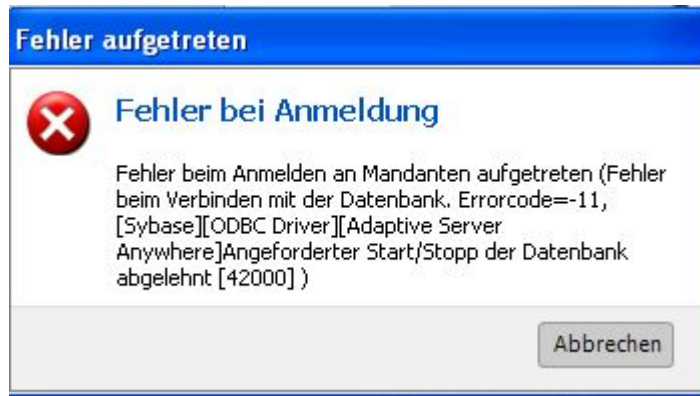 Fehler aufgetreten
Fehler bei Anmeldung
Fehler beim Anmelden an Mandanten aufgetreten (Fehler
beim Verbinden mit der Datenbank. Errorcode=-11,
[Sybase][ODBC Driver][Adaptive Server
Anywhere]Angeforderter Start/Stopp der Datenbank
abgelehnt [42000] )
Abbrechen